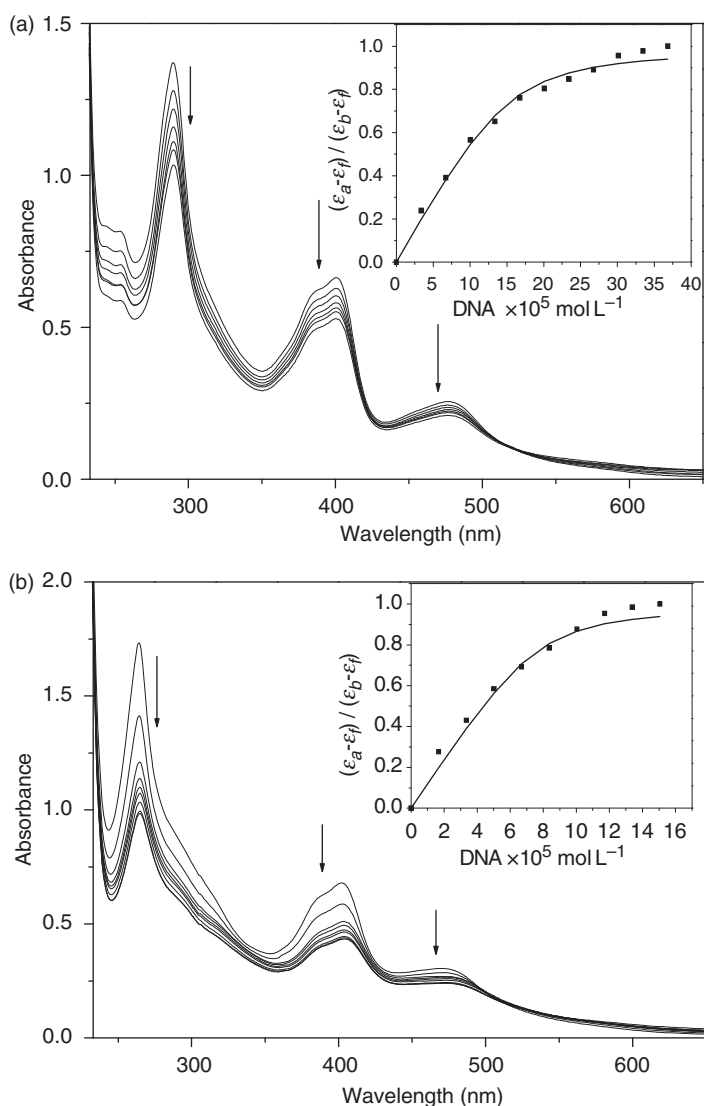 (a)
1.5
1.0
0.5
0.0
Absorbance
300
400
500
600
Wavelength (nm)
1.0
0.8
0.6
0.4
0.2
0.0
(εa-εf) / (εb-εf)
0 5 10 15 20 25 30 35 40
DNA ×10⁵ mol L⁻¹
(b)
2.0
1.5
1.0
0.5
0.0
Absorbance
300
400
500
600
Wavelength (nm)
1.0
0.8
0.6
0.4
0.2
0.0
(εa-εf) / (εb-εf)
0 2 4 6 8 10 12 14 16
DNA ×10⁵ mol L⁻¹